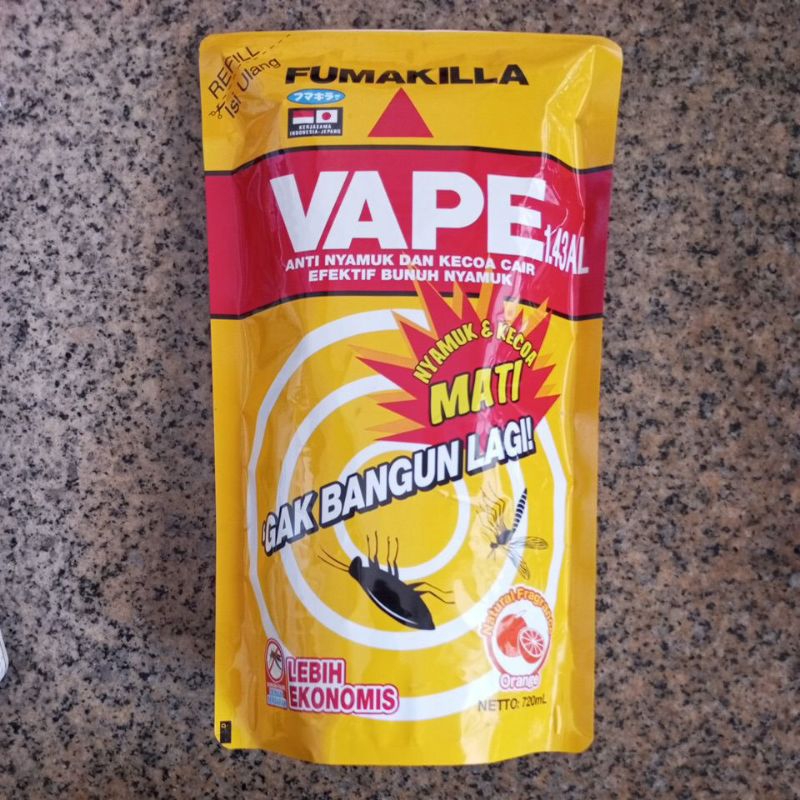 REFILL
Isi Ulang
FUMAKILLA
フマキラー
KERJASAMA
INDONESIA-JEPANG
VAPE
1.43AL
ANTI NYAMUK DAN KECOA CAIR
EFEKTIF BUNUH NYAMUK
NYAMUK & KECOA
MATI
'GAK BANGUN LAGI!
Natural Fragrance
Orange
LEBIH
EKONOMIS
NETTO: 720mL